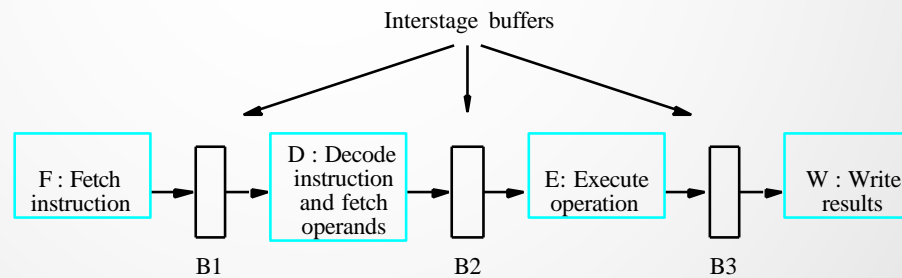 Interstage buffers
F : Fetch
instruction
D : Decode
instruction
and fetch
operands
E: Execute
operation
W : Write
results
B1
B2
B3